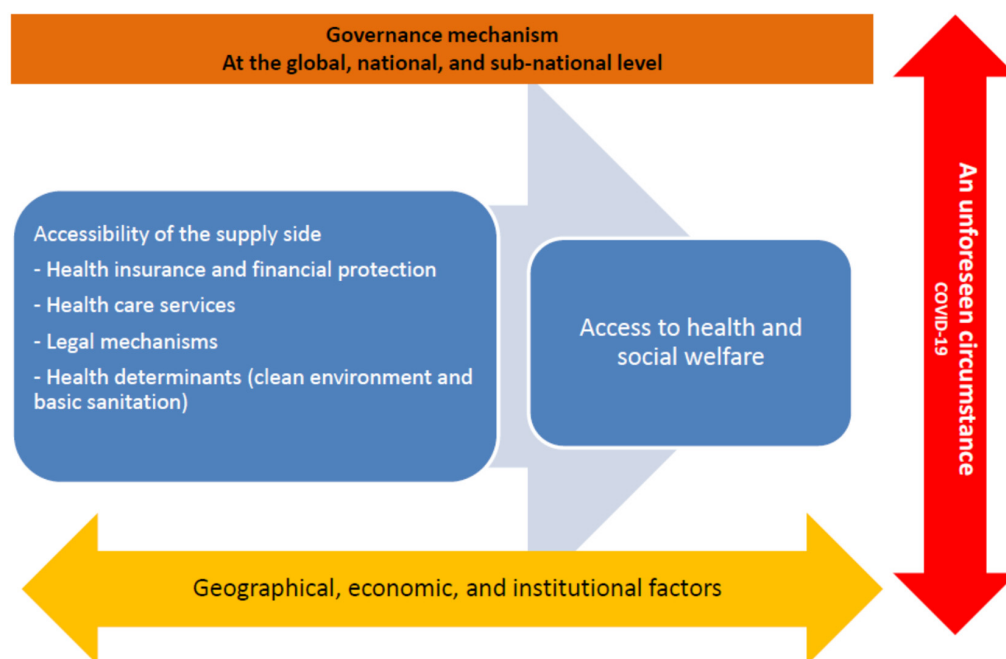 Governance mechanism
At the global, national, and sub-national level
Accessibility of the supply side
- Health insurance and financial protection
- Health care services
- Legal mechanisms
- Health determinants (clean environment and
basic sanitation)
Access to health and
social welfare
Geographical, economic, and institutional factors
An unforeseen circumstance
COVID-19